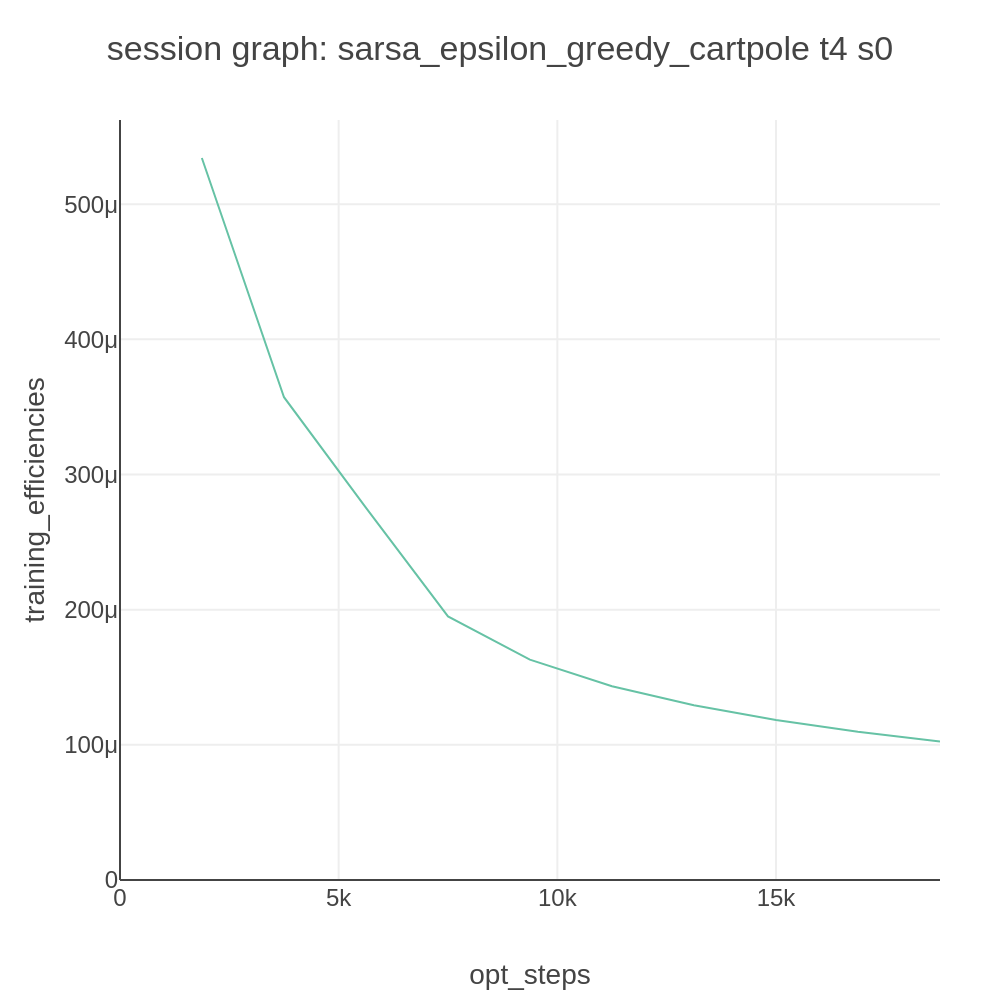 session graph: sarsa_epsilon_greedy_cartpole t4 s0
training_efficiencies
500μ
400μ
300μ
200μ
100μ
0
0 5k 10k 15k
opt_steps